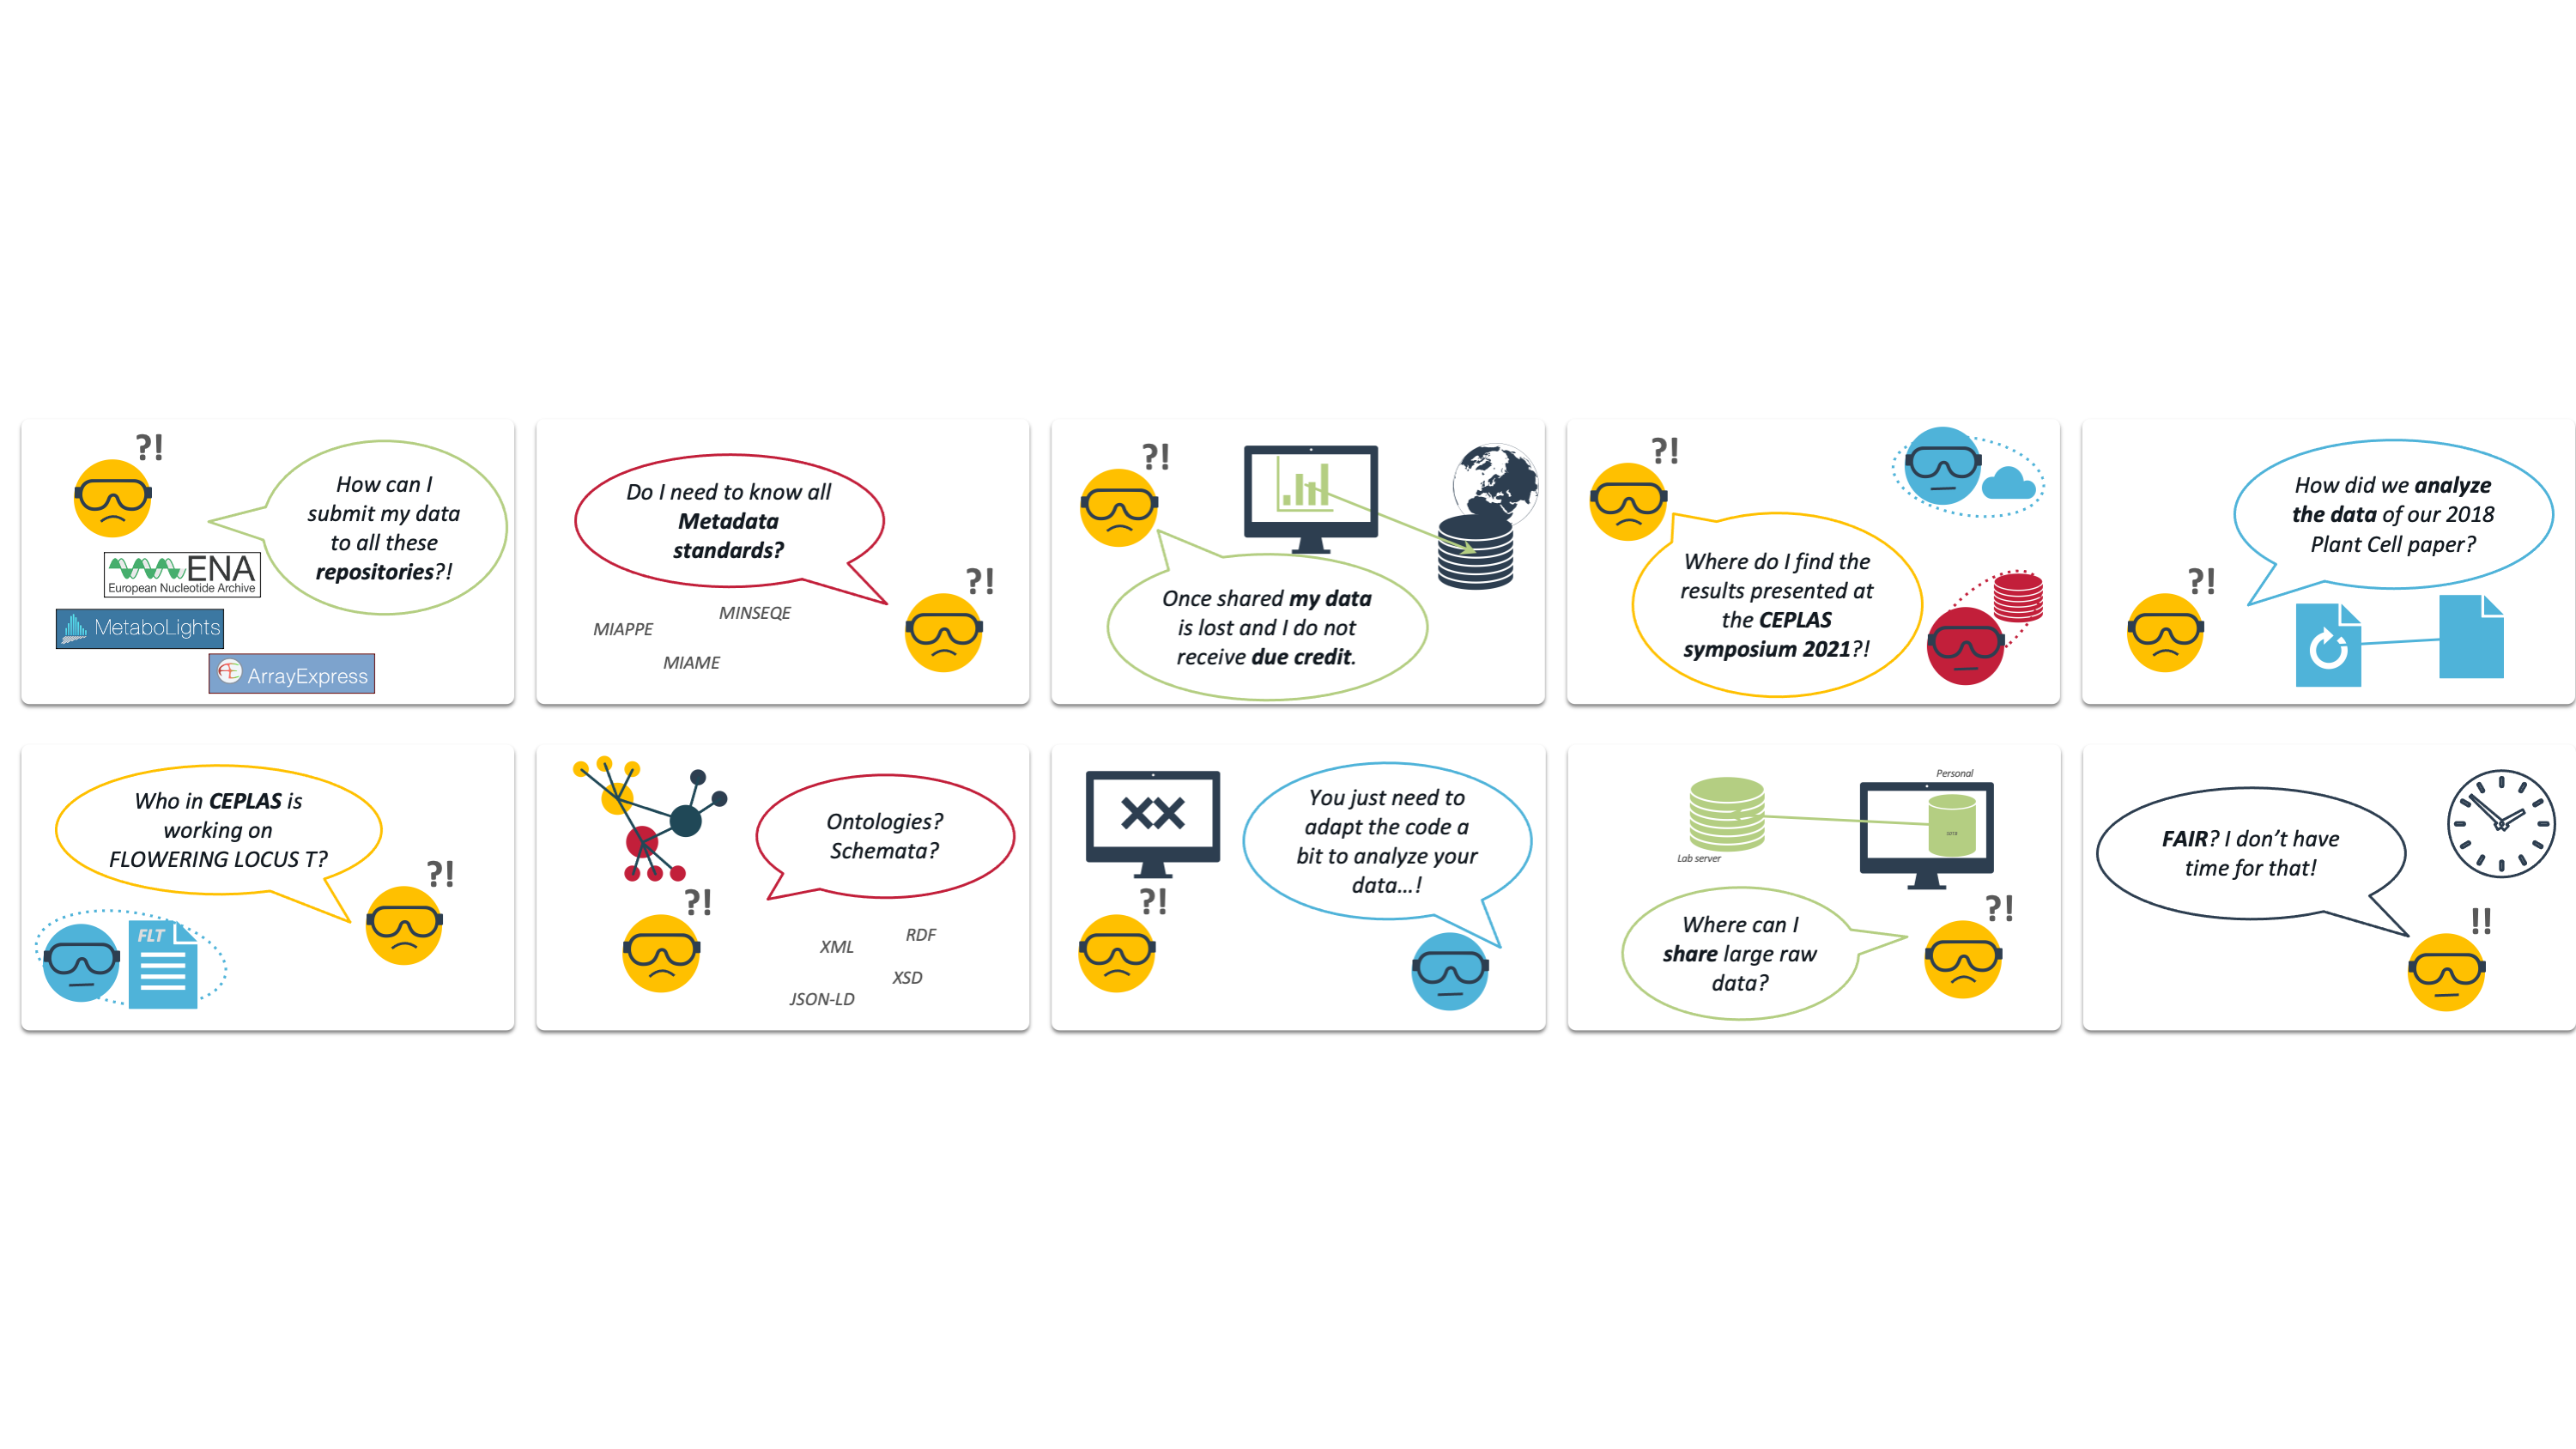 ?!
How can I
submit my data
to all these
repositories?!
ENA
European Nucleotide Archive
MetaboLights
ArrayExpress
Do I need to know all
Metadata
standards?
?!
MINSEQE
MIAPPE
MIAME
?!
Once shared my data
is lost and I do not
receive due credit.
?!
Where do I find the
results presented at
the CEPLAS
symposium 2021?!
How did we analyze
the data of our 2018
Plant Cell paper?
?!
Who in CEPLAS is
working on
FLOWERING LOCUS T?
?!
FLT
Ontologies?
Schemata?
?!
RDF
XML
XSD
JSON-LD
You just need to
adapt the code a
bit to analyze your
data...!
?!
Personal
Lab server
Where can I
share large raw
data?
?!
FAIR? I don't have
time for that!
!!